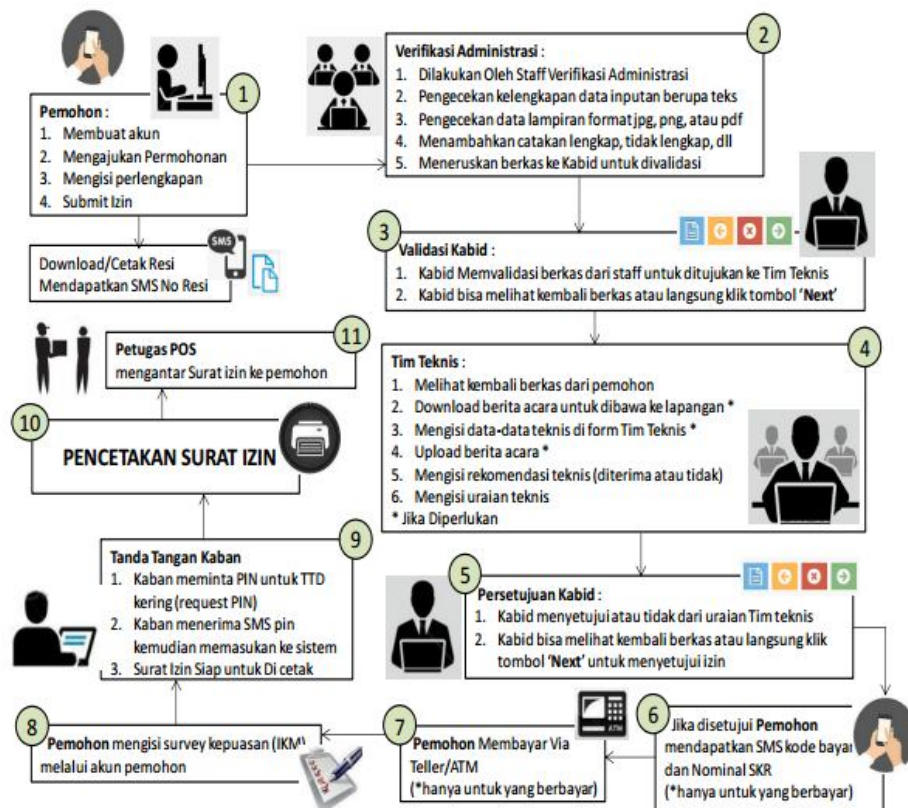 1
Pemohon :
1. Membuat akun
2. Mengajukan Permohonan
3. Mengisi perlengkapan
4. Submit Izin
SMS
Download/Cetak Resi
Mendapatkan SMS No Resi
2
Verifikasi Administrasi :
1. Dilakukan Oleh Staff Verifikasi Administrasi
2. Pengecekan kelengkapan data inputan berupa teks
3. Pengecekan data lampiran format jpg, png, atau pdf
4. Menambahkan catakan lengkap, tidak lengkap, dll
5. Meneruskan berkas ke Kabid untuk divalidasi
3
Validasi Kabid :
1. Kabid Memvalidasi berkas dari staff untuk ditujukan ke Tim Teknis
2. Kabid bisa melihat kembali berkas atau langsung klik tombol 'Next'
4
Tim Teknis :
1. Melihat kembali berkas dari pemohon
2. Download berita acara untuk dibawa ke lapangan *
3. Mengisi data-data teknis di form Tim Teknis *
4. Upload berita acara *
5. Mengisi rekomendasi teknis (diterima atau tidak)
6. Mengisi uraian teknis
* Jika Diperlukan
5
Persetujuan Kabid :
1. Kabid menyetujui atau tidak dari uraian Tim teknis
2. Kabid bisa melihat kembali berkas atau langsung klik
tombol 'Next' untuk menyetujui izin
6
Jika disetujui Pemohon
mendapatkan SMS kode bayar
dan Nominal SKR
(*hanya untuk yang berbayar)
7
ATM
Pemohon Membayar Via
Teller/ATM
(*hanya untuk yang berbayar)
8
Pemohon mengisi survey kepuasan (IKM)
melalui akun pemohon
9
Tanda Tangan Kaban
1. Kaban meminta PIN untuk TTD
kering (request PIN)
2. Kaban menerima SMS pin
kemudian memasukan ke sistem
3. Surat Izin Siap untuk Di cetak
10
PENCETAKAN SURAT IZIN
11
Petugas POS
mengantar Surat izin ke pemohon